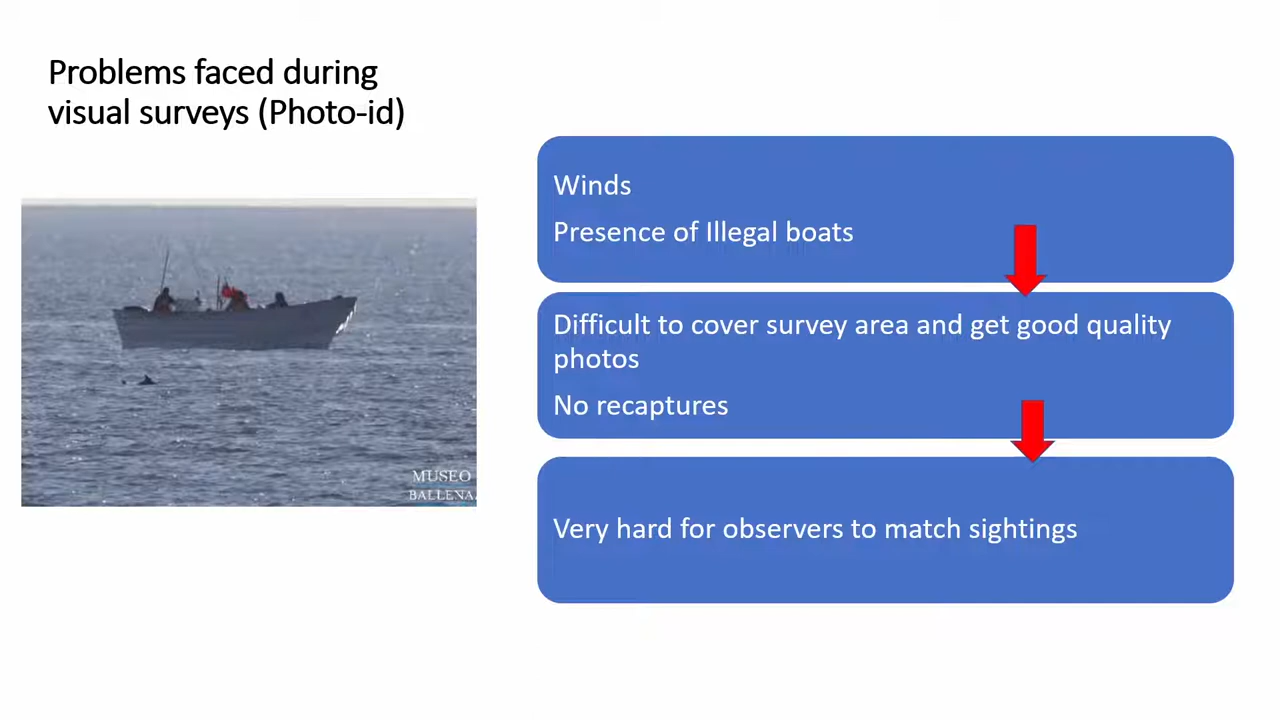 Problems faced during
visual surveys (Photo-id)
Winds
Presence of Illegal boats
Difficult to cover survey area and get good quality
photos
No recaptures
Very hard for observers to match sightings
MUSEO
BALLENA